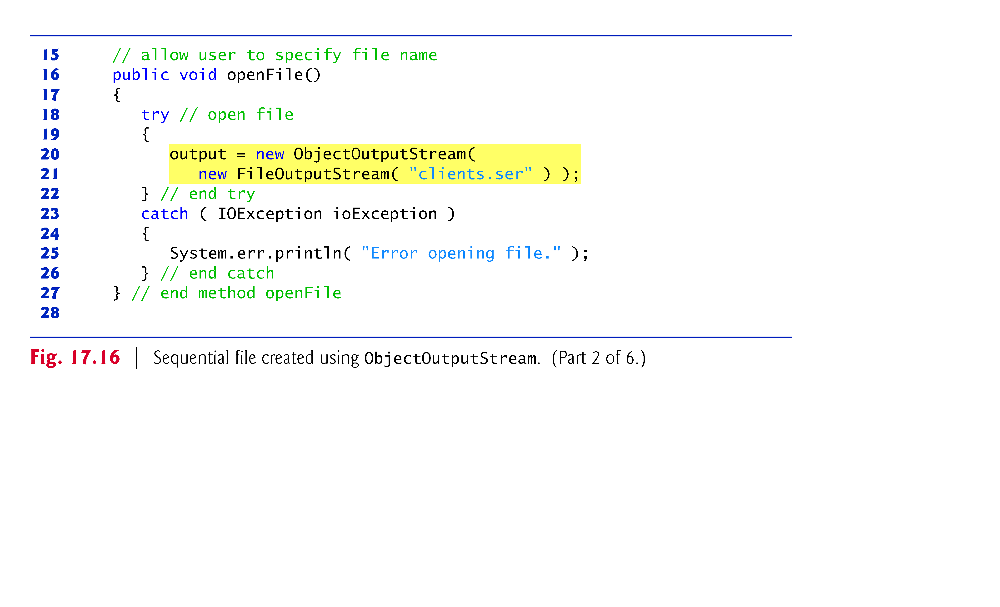 15 // allow user to specify file name
16 public void openFile()
17 {
18 try // open file
19 {
20 output = new ObjectOutputStream(
21 new FileOutputStream( "clients.ser" ) );
22 } // end try
23 catch ( IOException ioException )
24 {
25 System.err.println( "Error opening file." );
26 } // end catch
27 } // end method openFile
28
Fig. 17.16 | Sequential file created using ObjectOutputStream. (Part 2 of 6.)